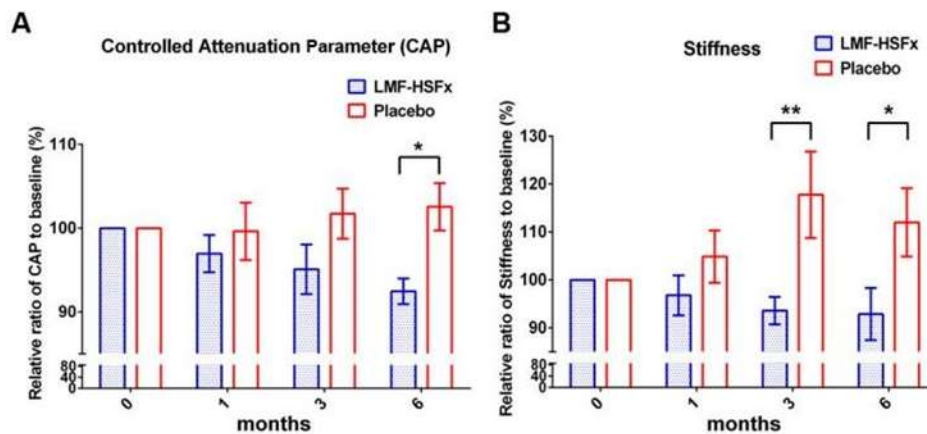 A
Controlled Attenuation Parameter (CAP)
LMF-HSFx
Placebo
Relative ratio of CAP to baseline (%)
110
100
90
80
40
0
*
0
1
3
6
months
B
Stiffness
LMF-HSFx
Placebo
Relative ratio of Stiffness to baseline (%)
130
120
110
100
90
80
40
0
**
*
0
1
3
6
months